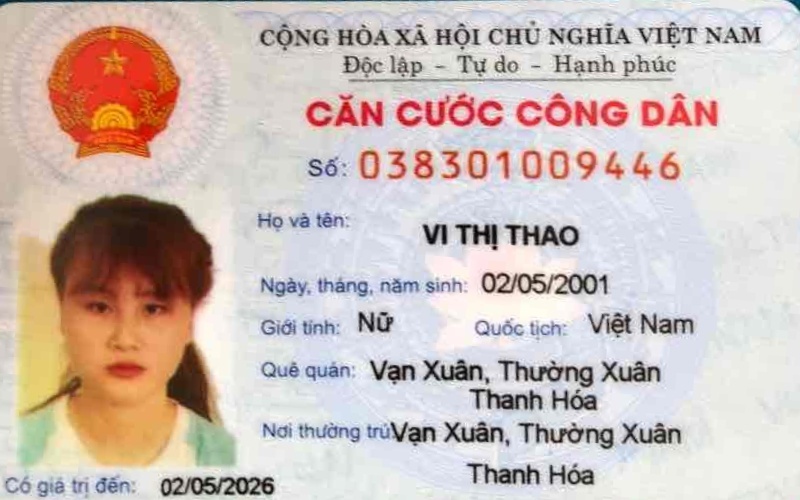 CỘNG HÒA XÃ HỘI CHỦ NGHĨA VIỆT NAM
Độc lập - Tự do - Hạnh phúc
CĂN CƯỚC CÔNG DÂN
Số: 038301009446
Họ và tên: VI THỊ THAO
Ngày, tháng, năm sinh: 02/05/2001
Giới tính: Nữ Quốc tịch: Việt Nam
Quê quán: Vạn Xuân, Thường Xuân
Thanh Hóa
Nơi thường trú: Vạn Xuân, Thường Xuân
Thanh Hóa
Có giá trị đến: 02/05/2026